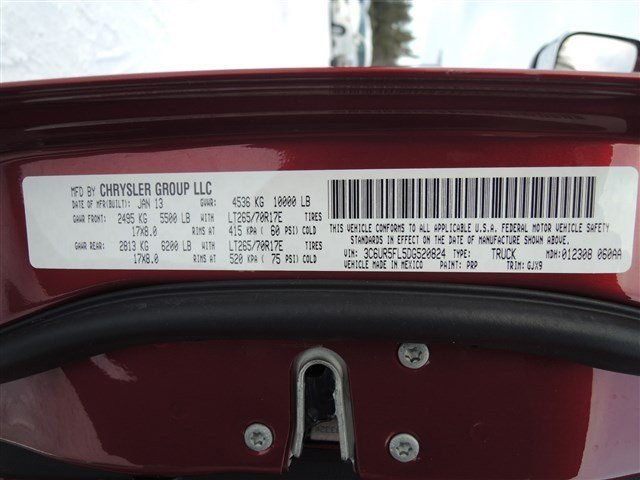 MFD BY CHRYSLER GROUP LLC
DATE OF MFR(BUILT): JAN 13 GVWR: 4536 KG 10000 LB
GAWR FRONT: 2495 KG 5500 LB WITH LT265/70R17E TIRES
17X8.0 RIMS AT 415 KPA ( 60 PSI) COLD
GAWR REAR: 2813 KG 6200 LB WITH LT265/70R17E TIRES
17X8.0 RIMS AT 520 KPA ( 75 PSI) COLD
THIS VEHICLE CONFORMS TO ALL APPLICABLE U.S.A. FEDERAL MOTOR VEHICLE SAFETY
STANDARDS IN EFFECT ON THE DATE OF MANUFACTURE SHOWN ABOVE.
VIN: 3C6UR5FL5DG520824 TYPE: TRUCK MDH:012308 060AA
VEHICLE MADE IN MEXICO PAINT: PRP TRIM: GJX9